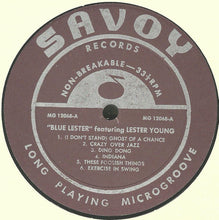 SAVOY
RECORDS
NON-BREAKABLE—33⅓RPM
MG 12068-A MG 12068-A
"BLUE LESTER" featuring LESTER YOUNG
1. (I DON'T STAND) GHOST OF A CHANCE
2. CRAZY OVER JAZZ
3. DING DONG
4. INDIANA
5. THESE FOOLISH THINGS
6. EXERCISE IN SWING
LONG PLAYING MICROGROOVE